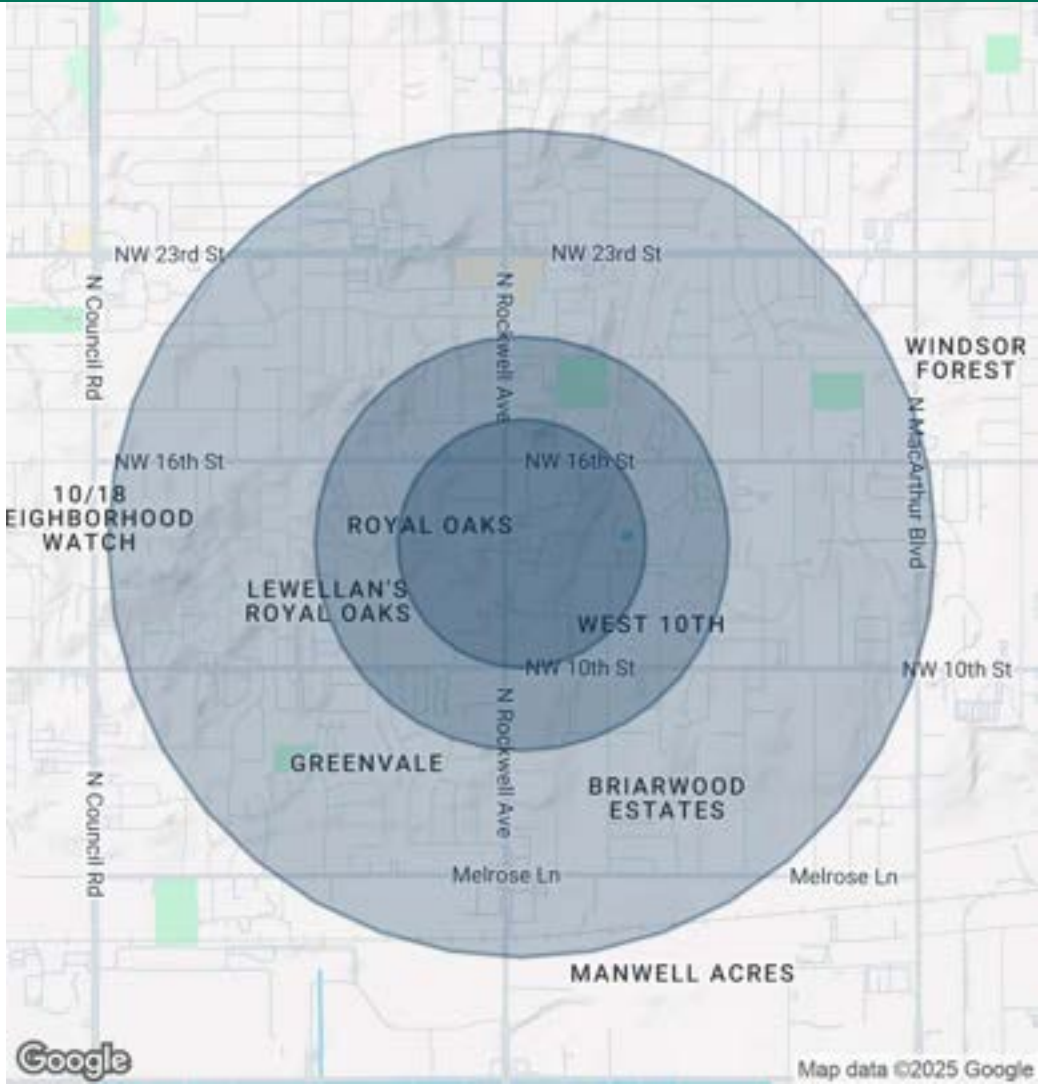 NW 23rd St
NW 23rd St
N Council Rd
N Rockwell Ave
WINDSOR
FOREST
N MacArthur Blvd
NW 16th St
NW 16th St
10/18
EIGHBORHOOD
WATCH
ROYAL OAKS
LEWELLAN'S
ROYAL OAKS
WEST 10TH
NW 10th St
NW 10th St
N Rockwell Ave
GREENVALE
BRIARWOOD
ESTATES
N Council Rd
Melrose Ln
Melrose Ln
MANWELL ACRES
Google
Map data ©2025 Google